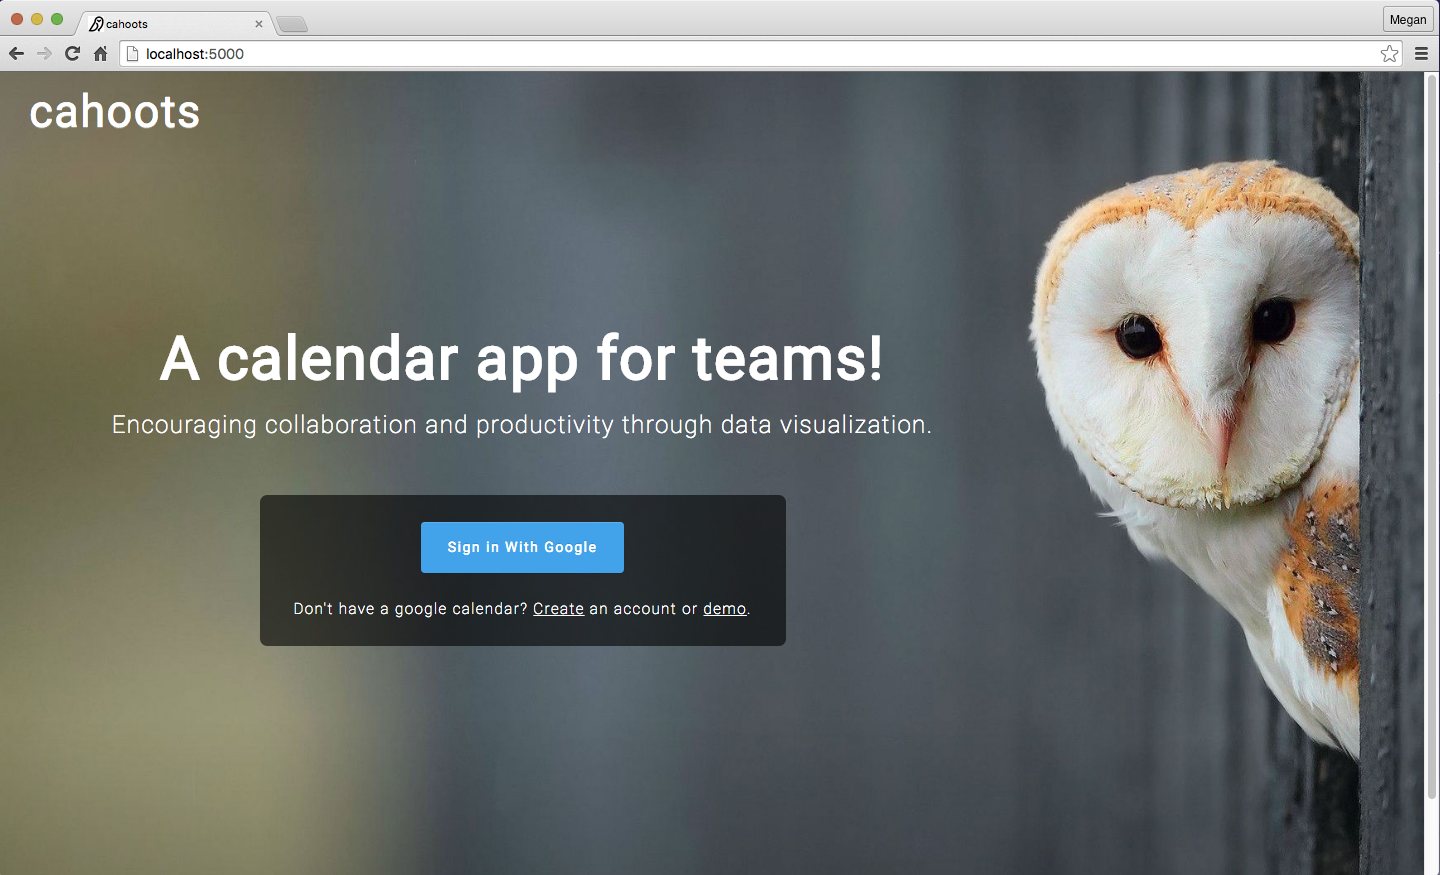 cahoots
Megan
localhost:5000
cahoots
A calendar app for teams!
Encouraging collaboration and productivity through data visualization.
Sign in With Google
Don't have a google calendar? Create an account or demo.